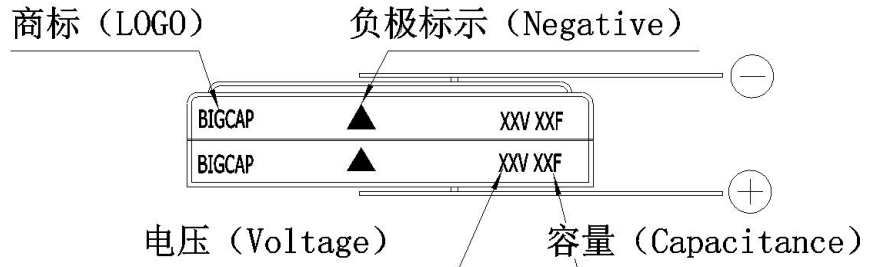 商标（LOGO） 负极标示（Negative）
BIGCAP ▲ XXV XXF
BIGCAP ▲ XXV XXF
电压（Voltage） 容量（Capacitance）